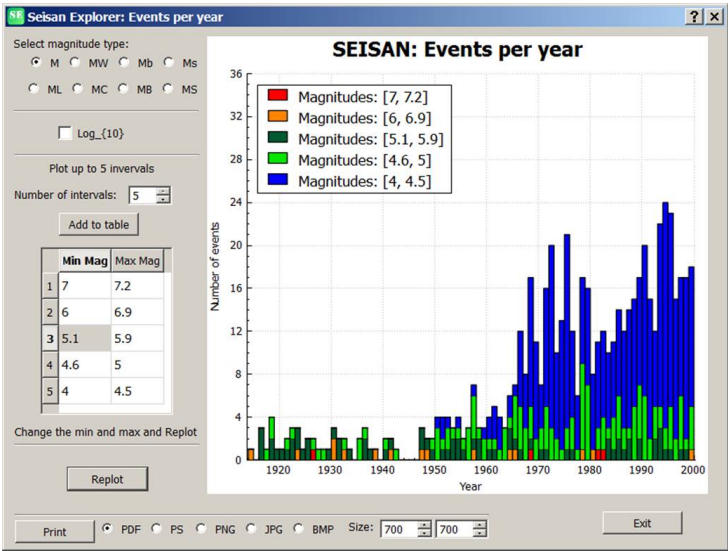 SE Seisan Explorer: Events per year
? x
Select magnitude type:
M MW Mb Ms
ML MC MB MS
Log_{10}
Plot up to 5 invervals
Number of intervals: 5
Add to table
Min Mag Max Mag
1 7 7.2
2 6 6.9
3 5.1 5.9
4 4.6 5
5 4 4.5
Change the min and max and Replot
Replot
SEISAN: Events per year
36
32
28
24
20
16
12
8
4
0
Number of events
Magnitudes: [7, 7.2]
Magnitudes: [6, 6.9]
Magnitudes: [5.1, 5.9]
Magnitudes: [4.6, 5]
Magnitudes: [4, 4.5]
1920 1930 1940 1950 1960 1970 1980 1990 2000
Year
Print PDF PS PNG JPG BMP Size: 700 700
Exit